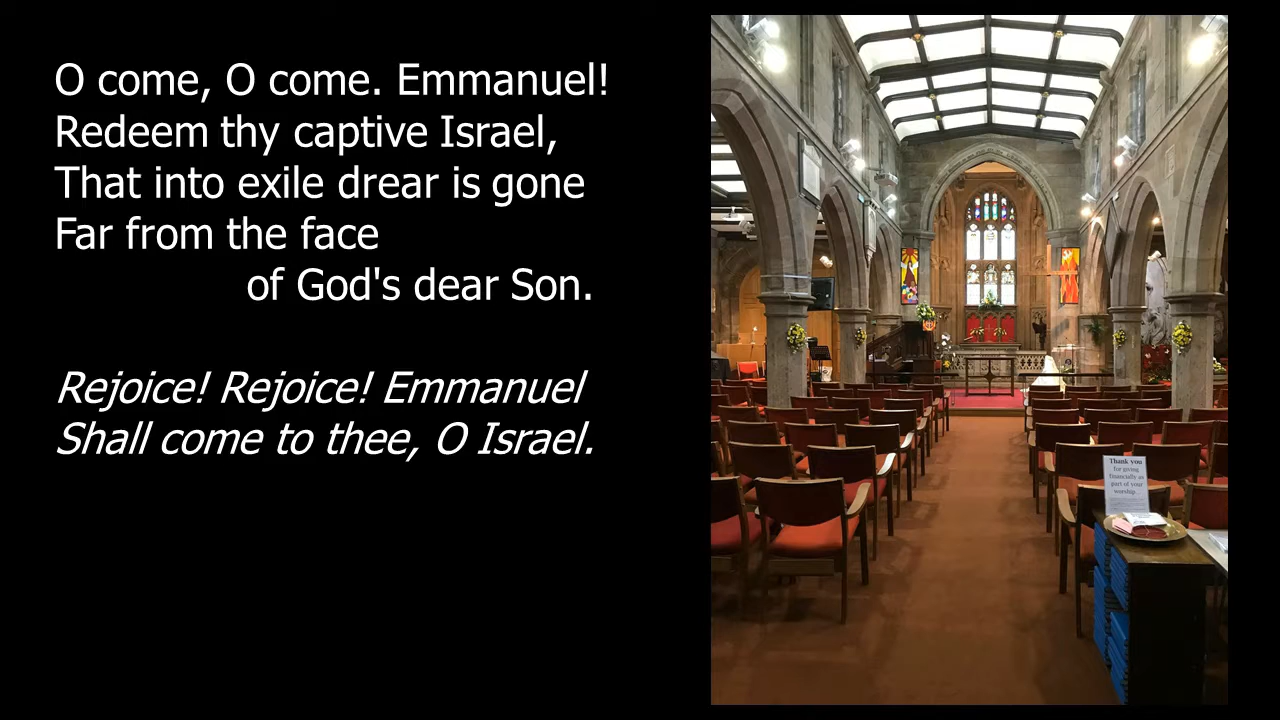 O come, O come. Emmanuel!
Redeem thy captive Israel,
That into exile drear is gone
Far from the face
of God's dear Son.
Rejoice! Rejoice! Emmanuel
Shall come to thee, O Israel.
Thank you
for giving
financially as
part of your
worship.